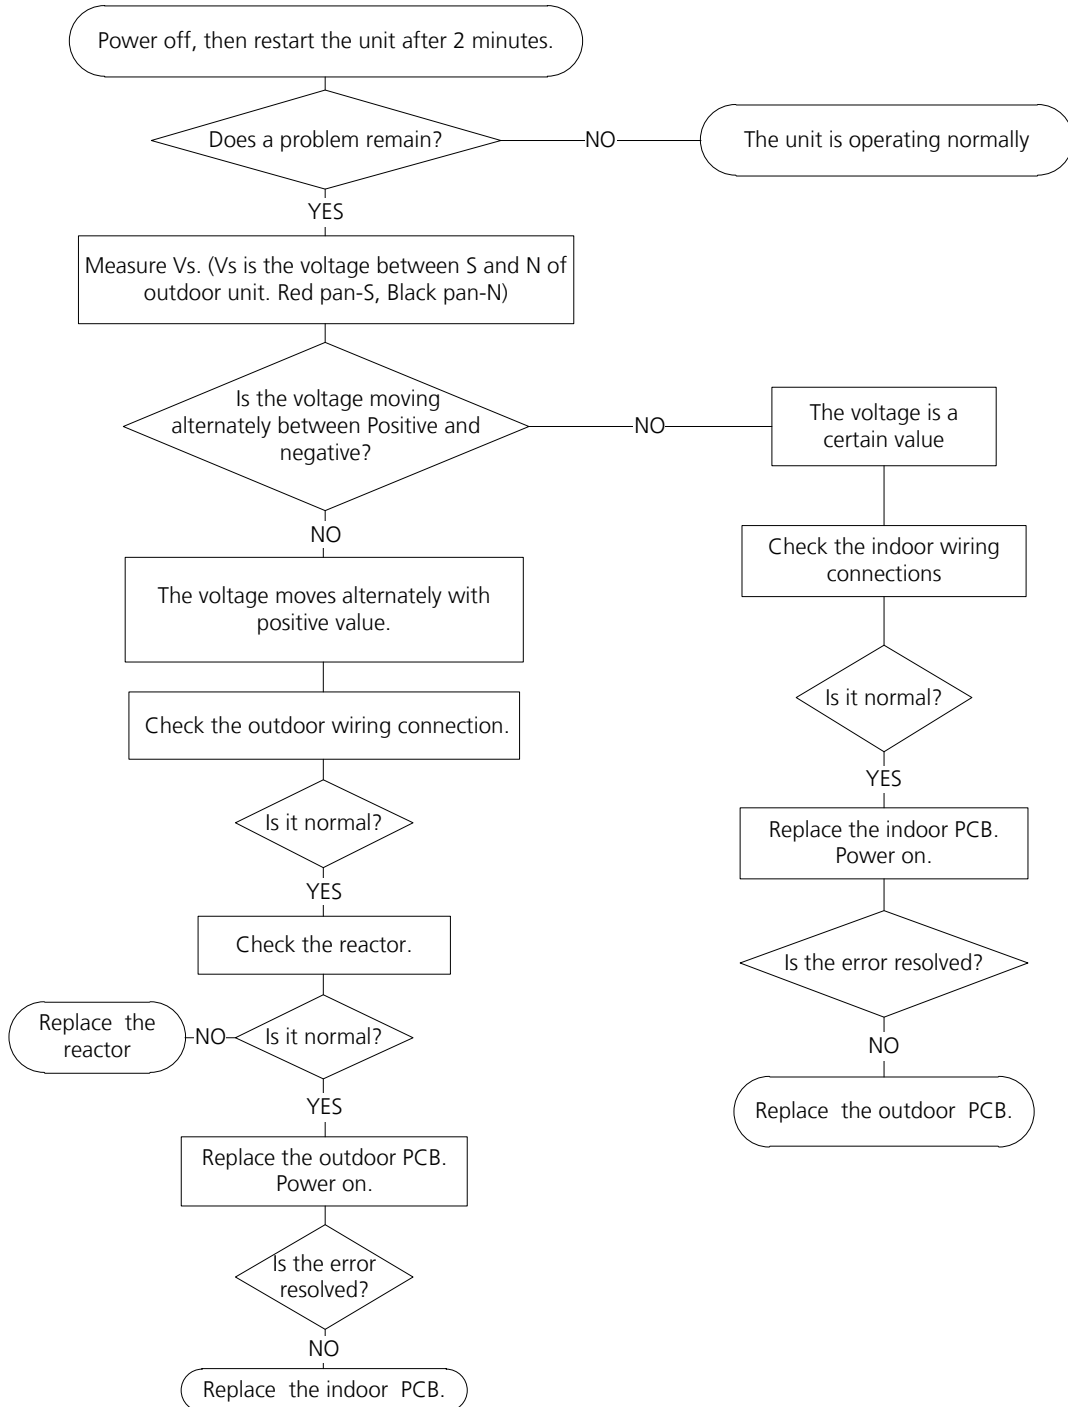 Power off, then restart the unit after 2 minutes.
Does a problem remain?
NO
The unit is operating normally
YES
Measure Vs. (Vs is the voltage between S and N of
outdoor unit. Red pan-S, Black pan-N)
Is the voltage moving
alternately between Positive and
negative?
NO
The voltage is a
certain value
NO
The voltage moves alternately with
positive value.
Check the outdoor wiring connection.
Is it normal?
YES
Check the reactor.
Is it normal?
NO
Replace the
reactor
YES
Replace the outdoor PCB.
Power on.
Is the error
resolved?
NO
Replace the indoor PCB.
Check the indoor wiring
connections
Is it normal?
YES
Replace the indoor PCB.
Power on.
Is the error resolved?
NO
Replace the outdoor PCB.